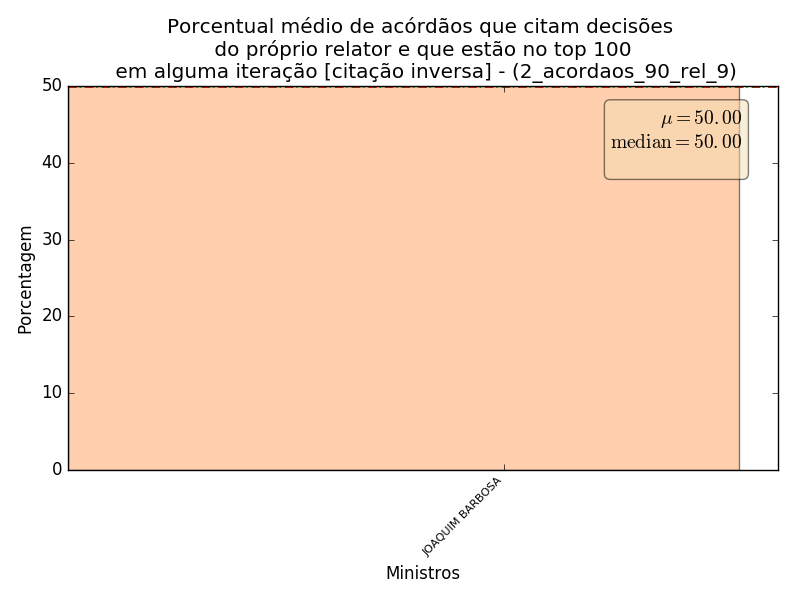 Porcentual médio de acórdãos que citam decisões
do próprio relator e que estão no top 100
em alguma iteração [citação inversa] - (2_acordaos_90_rel_9)
50
μ = 50.00
median = 50.00
40
30
20
10
0
Porcentagem
JOAQUIM BARBOSA
Ministros